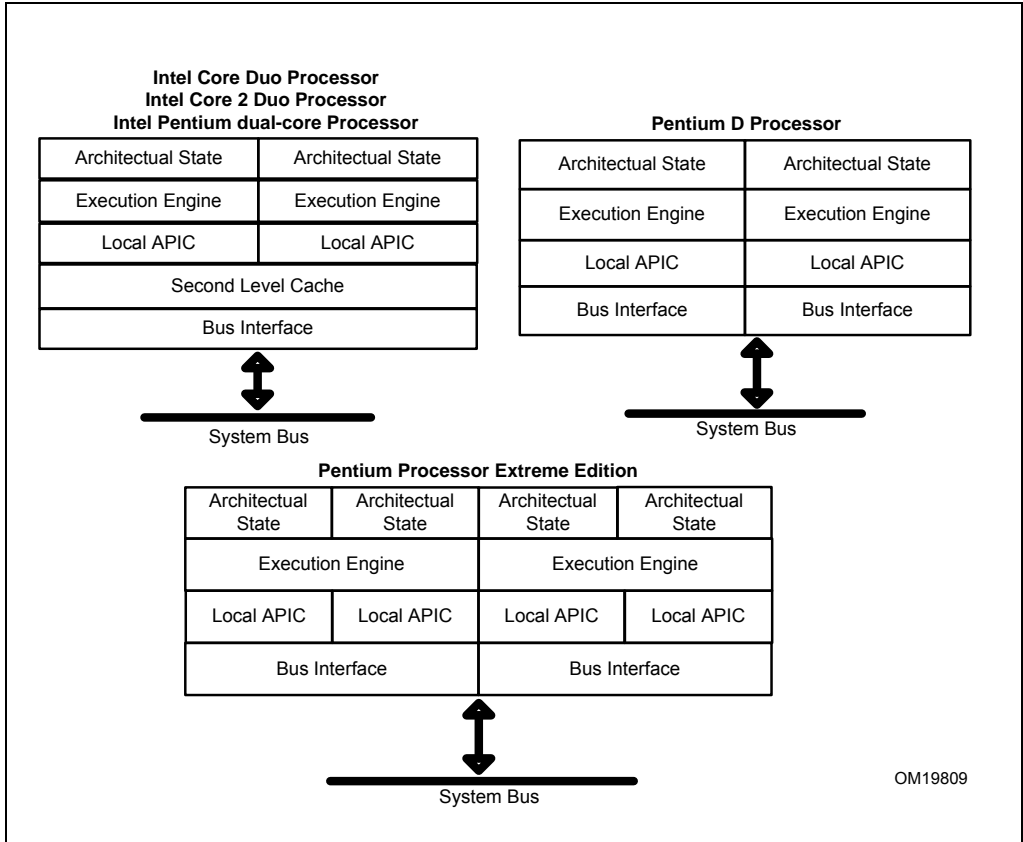 Intel Core Duo Processor
Intel Core 2 Duo Processor
Intel Pentium dual-core Processor
Architectual State
Architectual State
Execution Engine
Execution Engine
Local APIC
Local APIC
Second Level Cache
Bus Interface
System Bus
Pentium D Processor
Architectual State
Architectual State
Execution Engine
Execution Engine
Local APIC
Local APIC
Bus Interface
Bus Interface
System Bus
Pentium Processor Extreme Edition
Architectual
State
Architectual
State
Architectual
State
Architectual
State
Execution Engine
Execution Engine
Local APIC
Local APIC
Local APIC
Local APIC
Bus Interface
Bus Interface
System Bus
OM19809